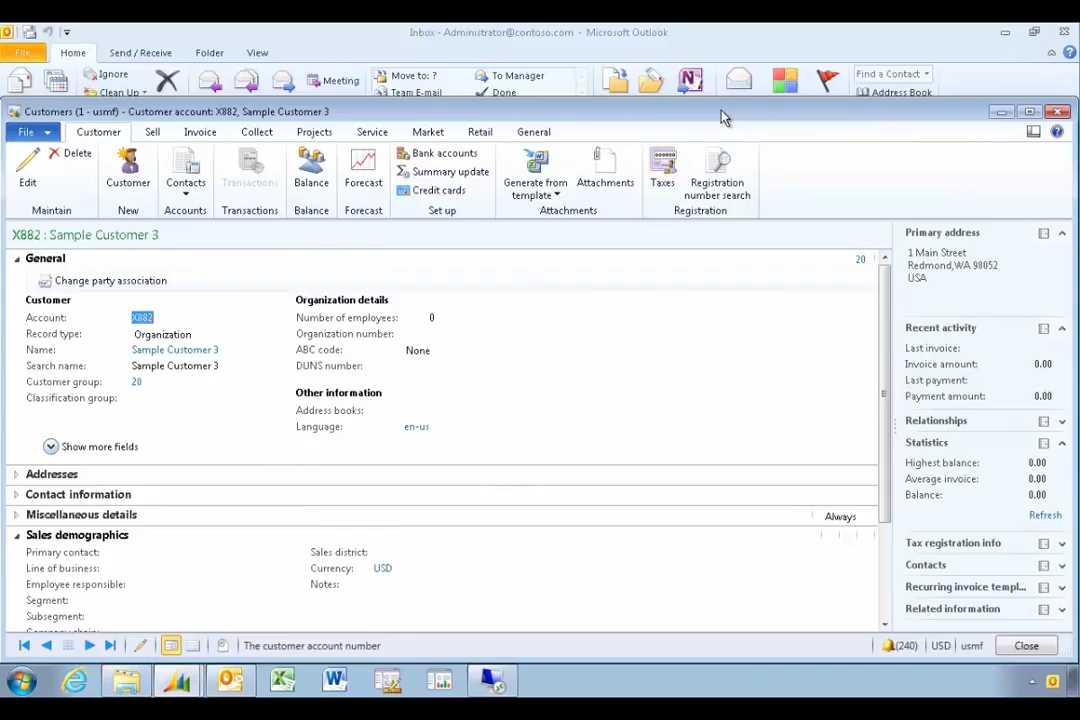 Inbox - Administrator@contoso.com - Microsoft Outlook
File Home Send / Receive Folder View
Ignore
Clean Up
Meeting
Move to: ?
Team E-mail
To Manager
Done
Find a Contact
Address Book
Customers (1 - usmf) - Customer account: X882, Sample Customer 3
File Customer Sell Invoice Collect Projects Service Market Retail General
Edit
Delete
Maintain
Customer
New
Contacts
Accounts
Transactions
Transactions
Balance
Balance
Forecast
Forecast
Bank accounts
Summary update
Credit cards
Set up
Generate from
template
Attachments
Attachments
Taxes
Registration
number search
Registration
X882 : Sample Customer 3
General 20
Change party association
Customer
Account: X882
Record type: Organization
Name: Sample Customer 3
Search name: Sample Customer 3
Customer group: 20
Classification group:
Organization details
Number of employees: 0
Organization number:
ABC code: None
DUNS number:
Other information
Address books:
Language: en-us
Show more fields
Addresses
Contact information
Miscellaneous details Always
Sales demographics
Primary contact:
Line of business:
Employee responsible:
Segment:
Subsegment:
Sales district:
Currency: USD
Notes:
Primary address
1 Main Street
Redmond,WA 98052
USA
Recent activity
Last invoice:
Invoice amount: 0.00
Last payment:
Payment amount: 0.00
Relationships
Statistics
Highest balance: 0.00
Average invoice: 0.00
Balance: 0.00
Refresh
Tax registration info
Contacts
Recurring invoice templ...
Related information
The customer account number
(240) USD usmf Close